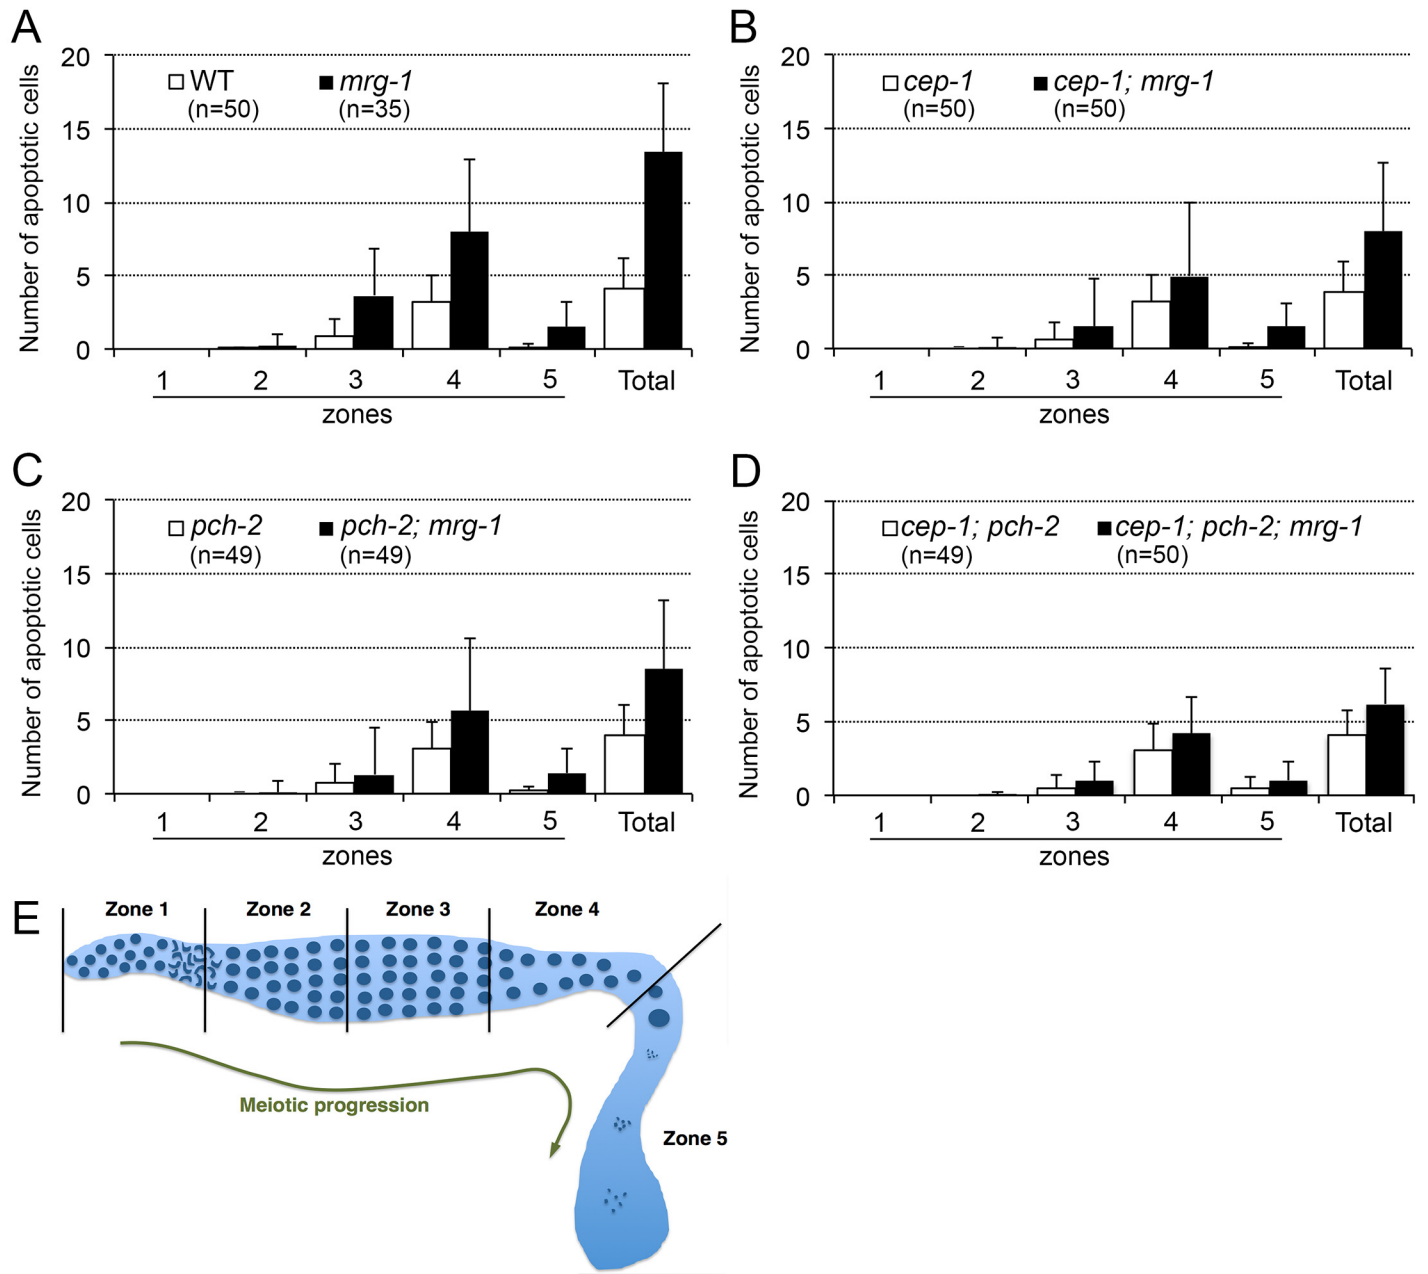 A
Number of apoptotic cells
20
15
10
5
0
WT
(n=50)
mrg-1
(n=35)
1 2 3 4 5 Total
zones
B
Number of apoptotic cells
20
15
10
5
0
cep-1
(n=50)
cep-1; mrg-1
(n=50)
1 2 3 4 5 Total
zones
C
Number of apoptotic cells
20
15
10
5
0
pch-2
(n=49)
pch-2; mrg-1
(n=49)
1 2 3 4 5 Total
zones
D
Number of apoptotic cells
20
15
10
5
0
cep-1; pch-2
(n=49)
cep-1; pch-2; mrg-1
(n=50)
1 2 3 4 5 Total
zones
E
Zone 1 Zone 2 Zone 3 Zone 4
Meiotic progression
Zone 5